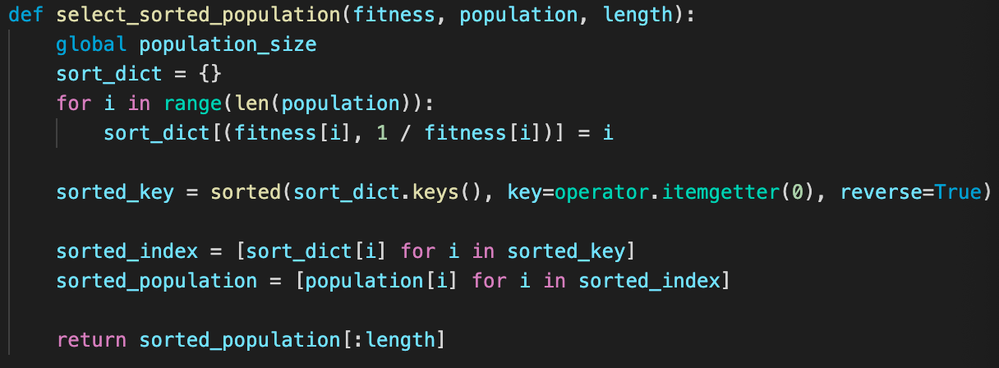 def select_sorted_population(fitness, population, length):
    global population_size
    sort_dict = {}
    for i in range(len(population)):
        sort_dict[(fitness[i], 1 / fitness[i])] = i
    sorted_key = sorted(sort_dict.keys(), key=operator.itemgetter(0), reverse=True)
    sorted_index = [sort_dict[i] for i in sorted_key]
    sorted_population = [population[i] for i in sorted_index]
    return sorted_population[:length]